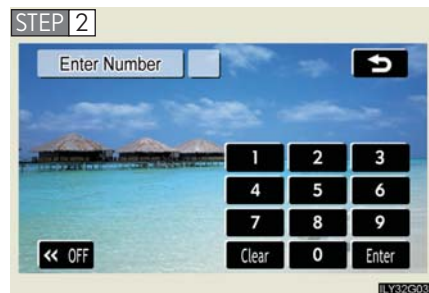 STEP 2
Enter Number
1 2 3
4 5 6
7 8 9
« OFF Clear 0 Enter
ILY32G03